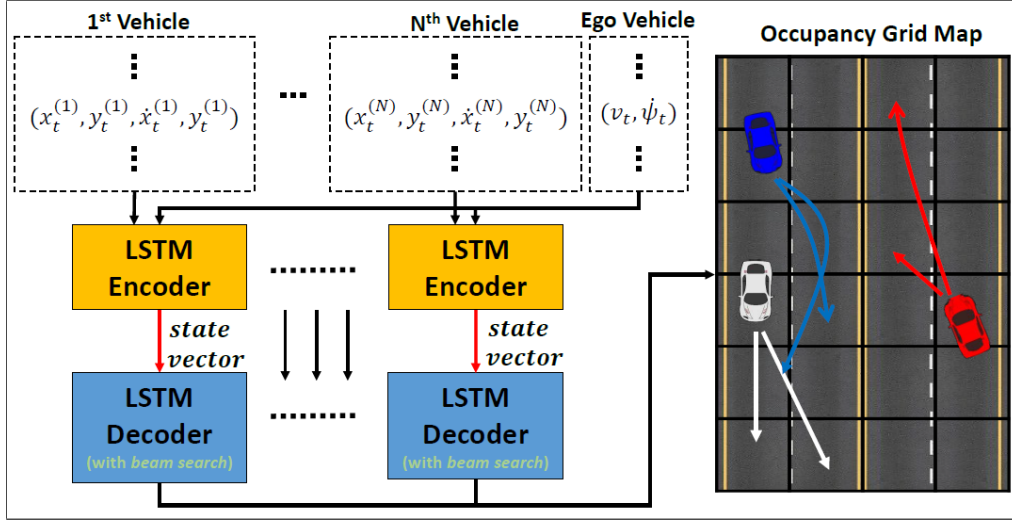 1st Vehicle
Nth Vehicle
Ego Vehicle
Occupancy Grid Map
(x_t^(1), y_t^(1), ẋ_t^(1), y_t^(1))
...
(x_t^(N), y_t^(N), ẋ_t^(N), y_t^(N))
(v_t, ψ̇_t)
LSTM
Encoder
LSTM
Encoder
state
vector
state
vector
LSTM
Decoder
(with beam search)
LSTM
Decoder
(with beam search)